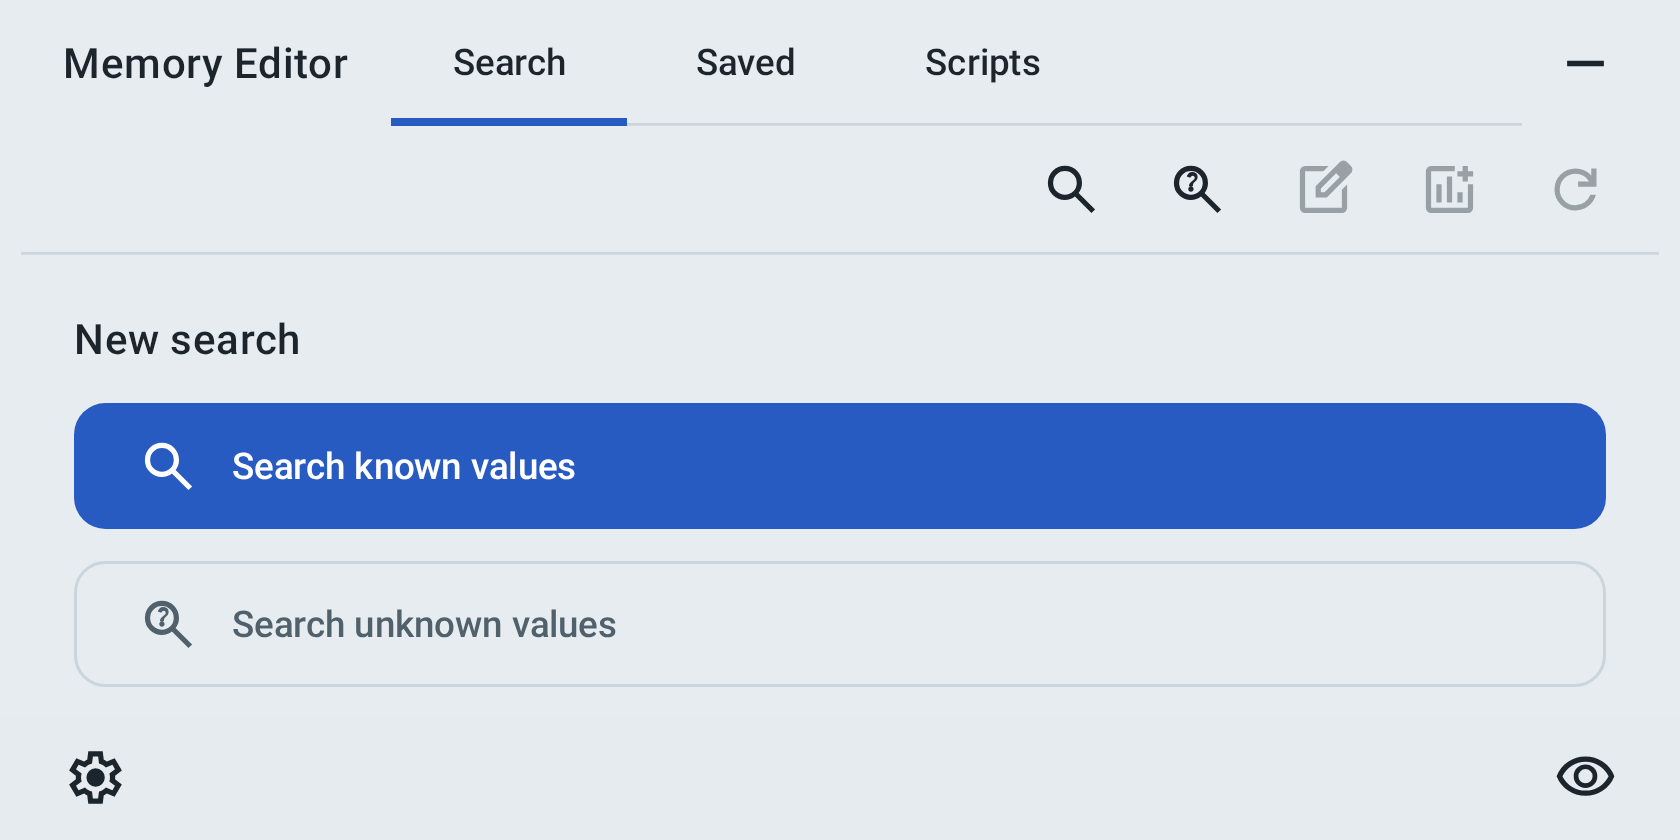 Memory Editor Search Saved Scripts
New search
Search known values
Search unknown values